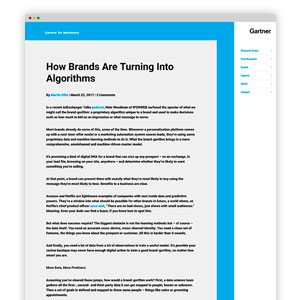 Gartner for Marketers
Gartner
How Brands Are Turning Into
Algorithms
By Martin Kihn | March 22, 2017 | 3 Comments
In a recent AdExchanger Talks podcast, Nate Woodman of IPONWEB nurtured the specter of what we
might call the brand-gorithm: a proprietary algorithm unique to a brand and used to make decisions
such as how much to bid on an impression or what message to serve.
Most brands already do some of this, some of the time. Whenever a personalization platform comes
up with a next-best-offer model or a marketing automation system scores leads, they're using some
proprietary data and machine learning methods to do it. What the brand-gorithm brings is a more
comprehensive, omnichannel and machine-driven master model.
It's promising a kind of digital DNA for a brand that can size up any prospect — on an exchange, in
your mail file, browsing on your site, anywhere — and determine whether they're likely to want
something you're selling.
At that point, a brand can present them with exactly what they're most likely to buy using the
message they're most likely to hear. Benefits to a business are clear.
Amazon and Netflix are lighthouse examples of companies with vast inside data and predictive
powers. They're a window into what should be possible for other brands in future, a world where, as
Netflix's chief product officer once said, "There are no bad shows, just shows with small audiences."
Meaning: Even your duds can find a buyer, if you know how to spot him.
But what does success require? The biggest obstacle is not the learning methods but – of course –
the data itself. You need an accurate cross-device, cross-channel identity. You need a clean set of
features, the things you know about the prospect or customer. All this is harder than it sounds.
And finally, you need a lot of data from a lot of observations to train a useful model. It's possible your
canine boutique may never have enough digital action to train a good brand-gorithm, no matter how
smart you are.
More Data, More Problems
Assuming you've cleared these jumps, how would a brand-gorithm work? First, a data science team
gathers all the first-, second- and third-party data it can get mapped to people, known or unknown.
Then a set of goals is defined and mapped to these same people – things like sales or greeting
appointments.